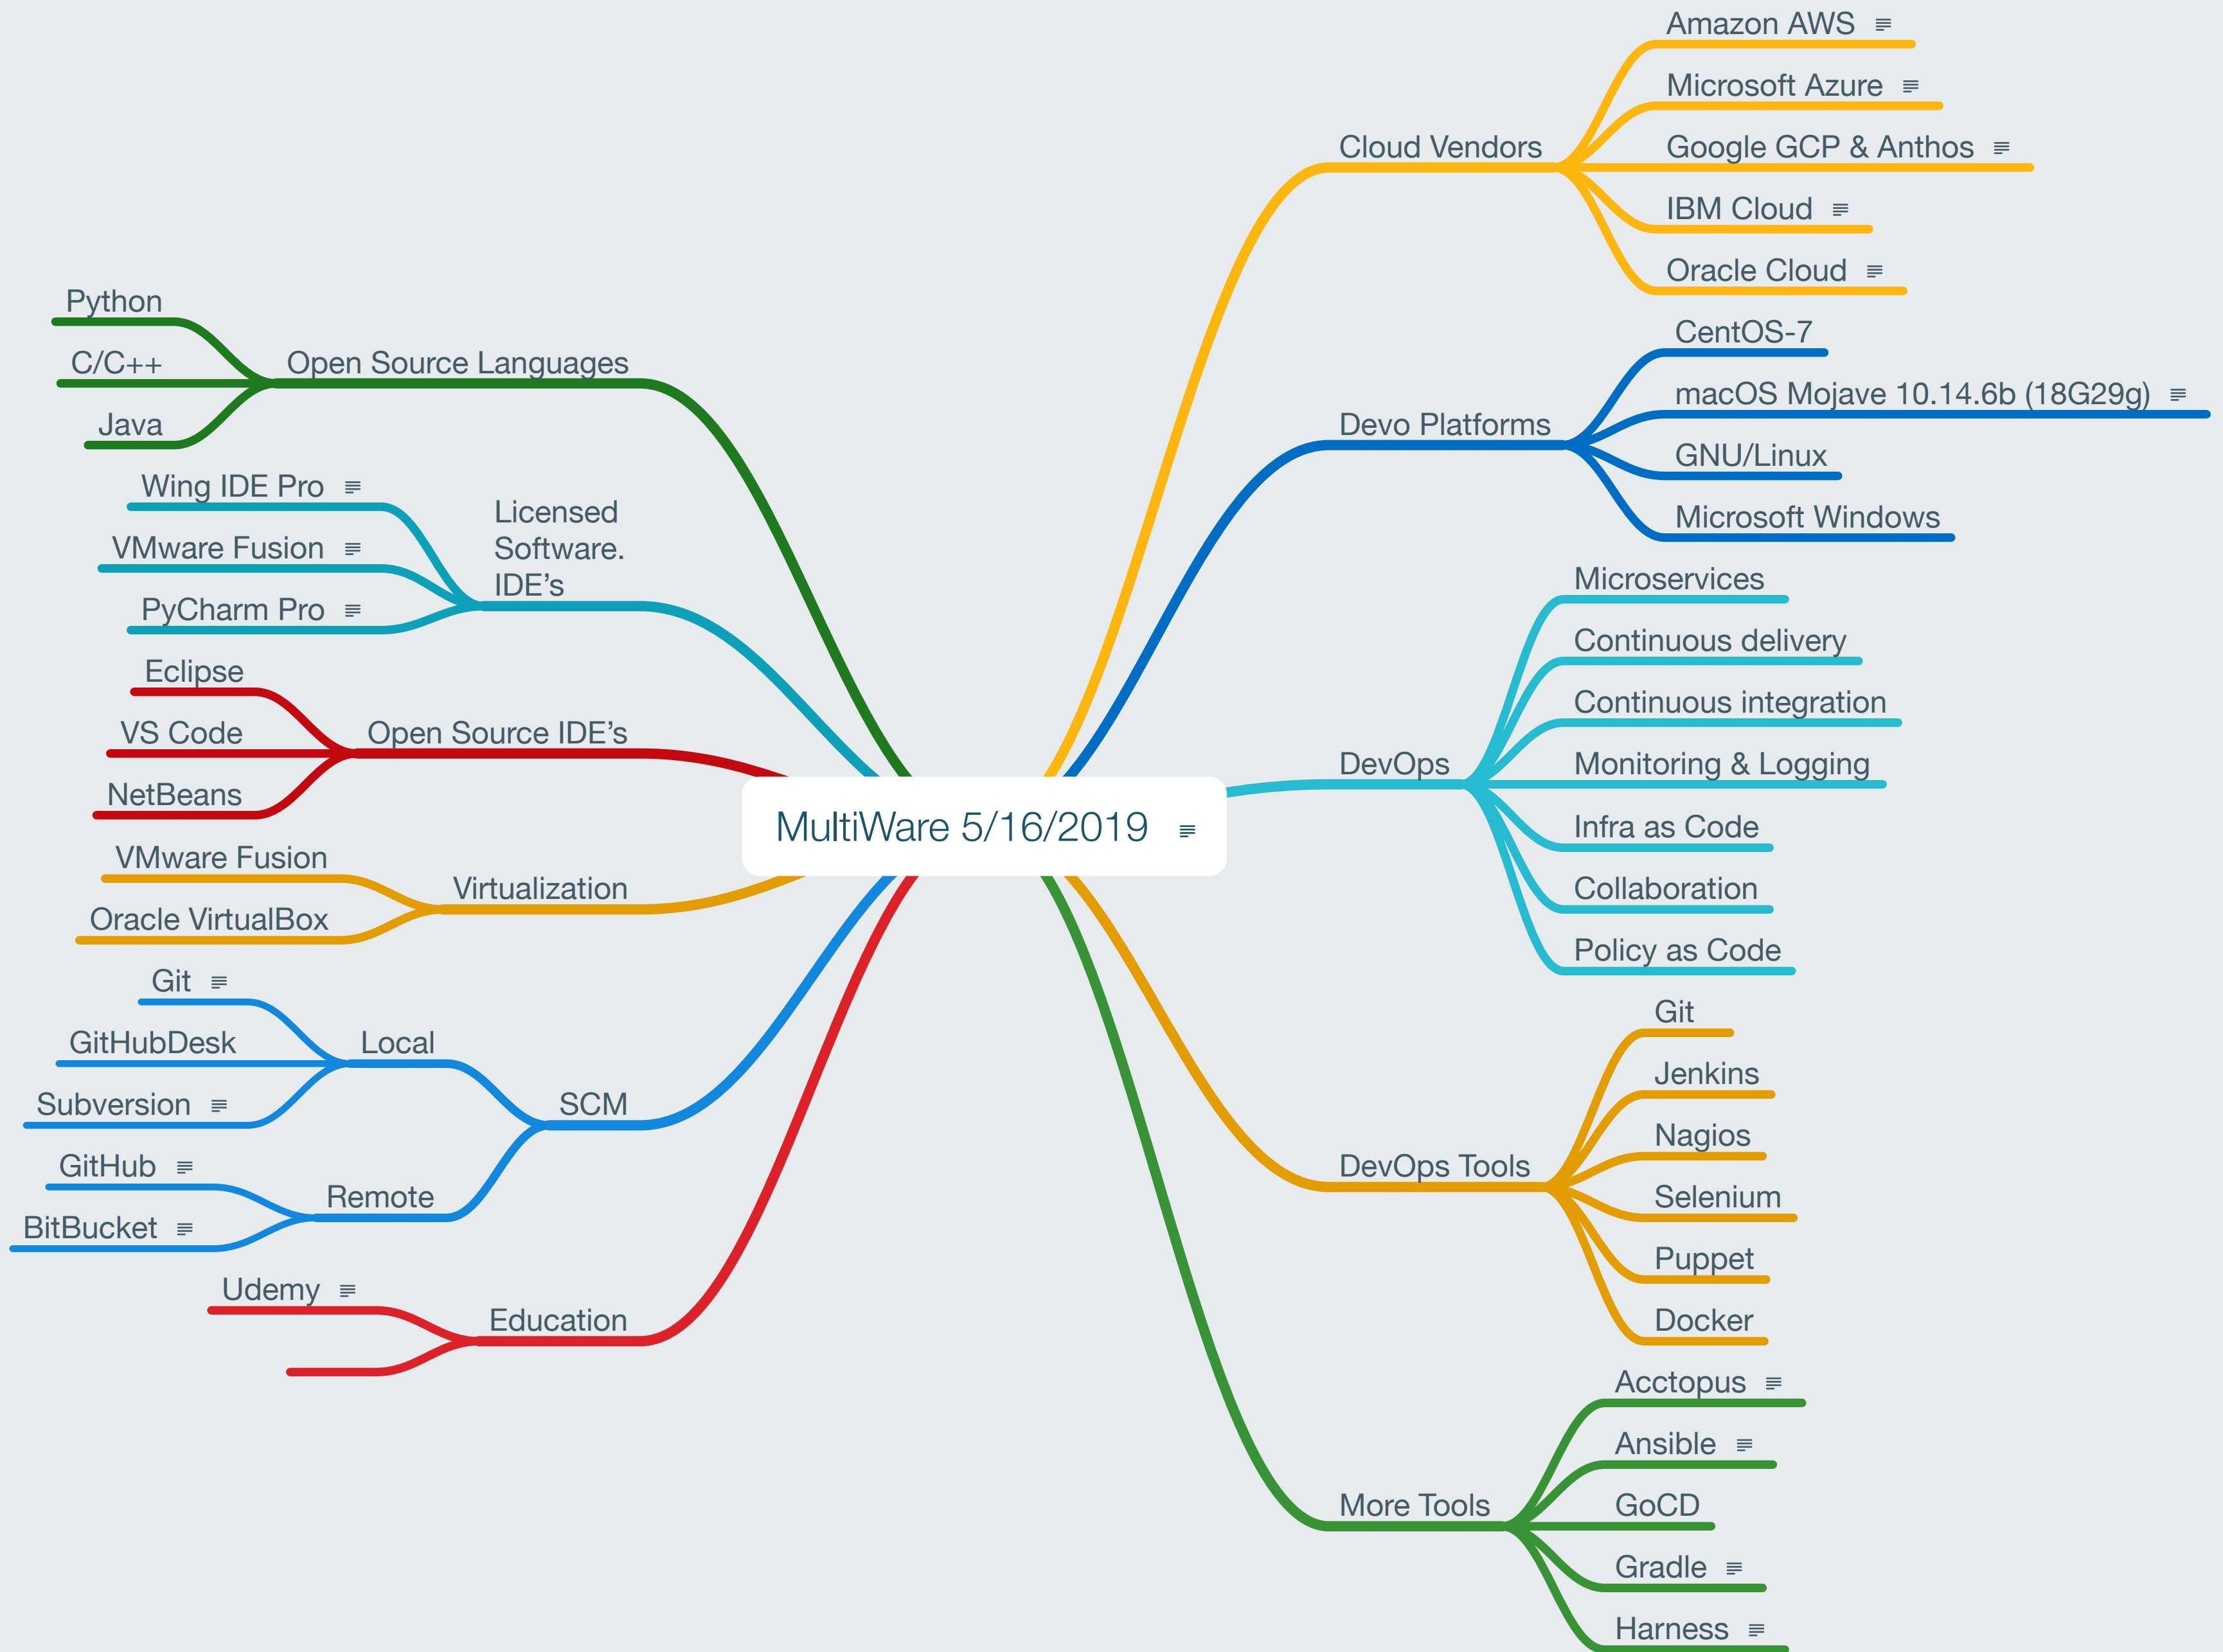 MultiWare 5/16/2019
Cloud Vendors
Amazon AWS
Microsoft Azure
Google GCP & Anthos
IBM Cloud
Oracle Cloud
Devo Platforms
CentOS-7
macOS Mojave 10.14.6b (18G29g)
GNU/Linux
Microsoft Windows
DevOps
Microservices
Continuous delivery
Continuous integration
Monitoring & Logging
Infra as Code
Collaboration
Policy as Code
DevOps Tools
Git
Jenkins
Nagios
Selenium
Puppet
Docker
More Tools
Acctopus
Ansible
GoCD
Gradle
Harness
Open Source Languages
Python
C/C++
Java
Licensed
Software.
IDE’s
Wing IDE Pro
VMware Fusion
PyCharm Pro
Open Source IDE’s
Eclipse
VS Code
NetBeans
Virtualization
VMware Fusion
Oracle VirtualBox
SCM
Local
Git
GitHubDesk
Subversion
Remote
GitHub
BitBucket
Education
Udemy